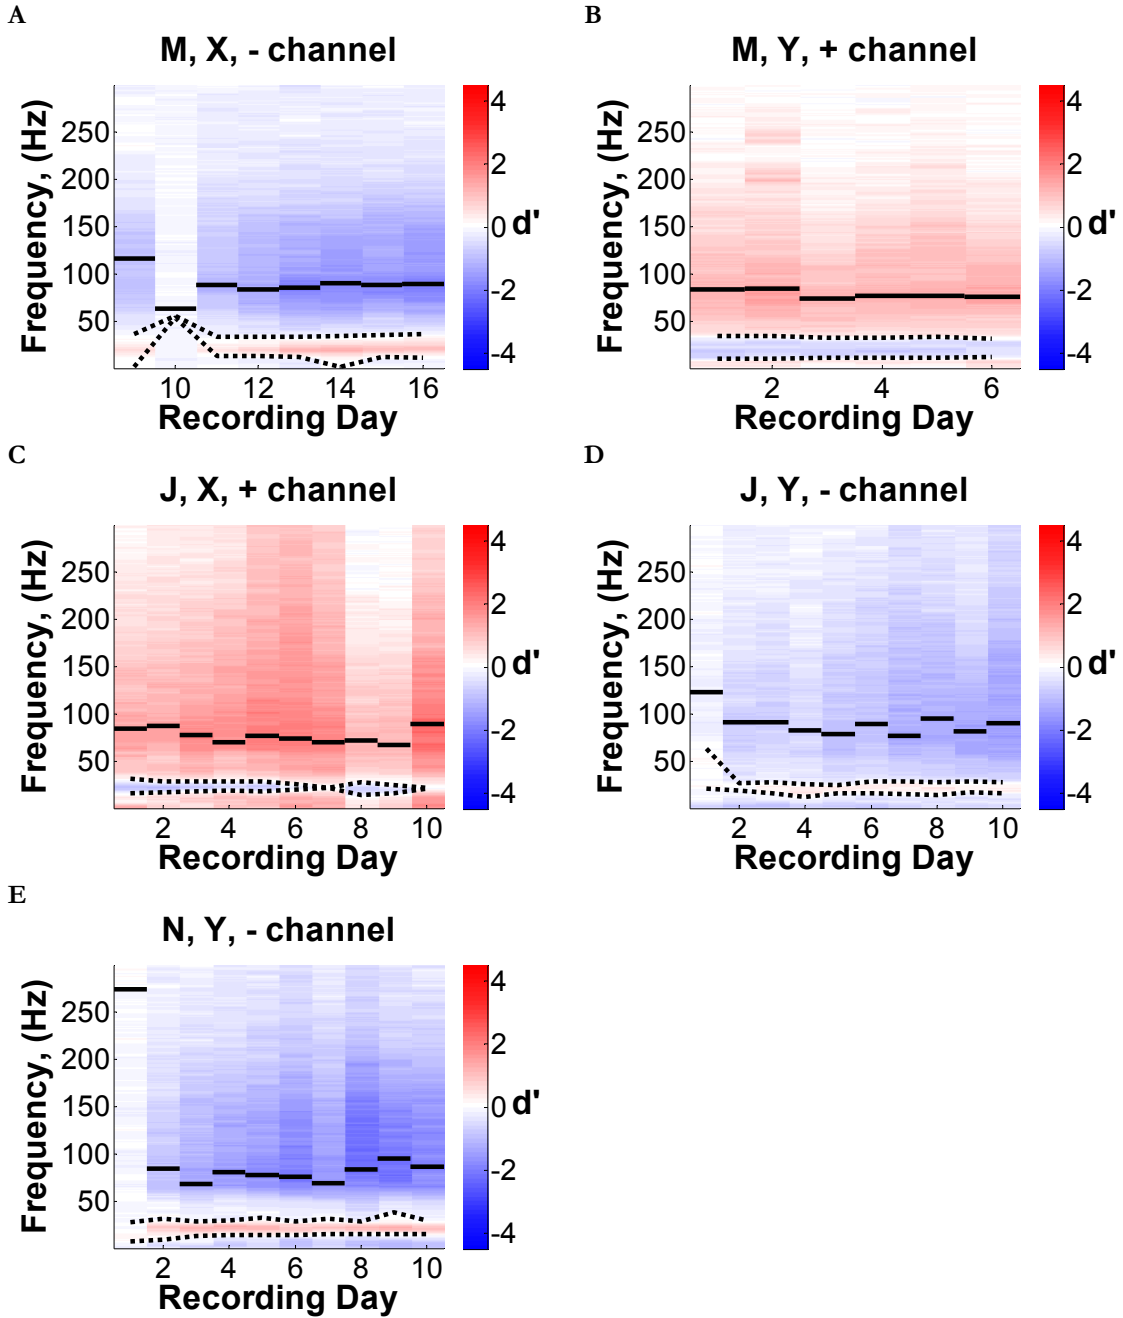 A
M, X, - channel
Frequency, (Hz)
250
200
150
100
50
10 12 14 16
Recording Day
4
2
0
-2
-4
d'
B
M, Y, + channel
Frequency, (Hz)
250
200
150
100
50
2 4 6
Recording Day
4
2
0
-2
-4
d'
C
J, X, + channel
Frequency, (Hz)
250
200
150
100
50
2 4 6 8 10
Recording Day
4
2
0
-2
-4
d'
D
J, Y, - channel
Frequency, (Hz)
250
200
150
100
50
2 4 6 8 10
Recording Day
4
2
0
-2
-4
d'
E
N, Y, - channel
Frequency, (Hz)
250
200
150
100
50
2 4 6 8 10
Recording Day
4
2
0
-2
-4
d'